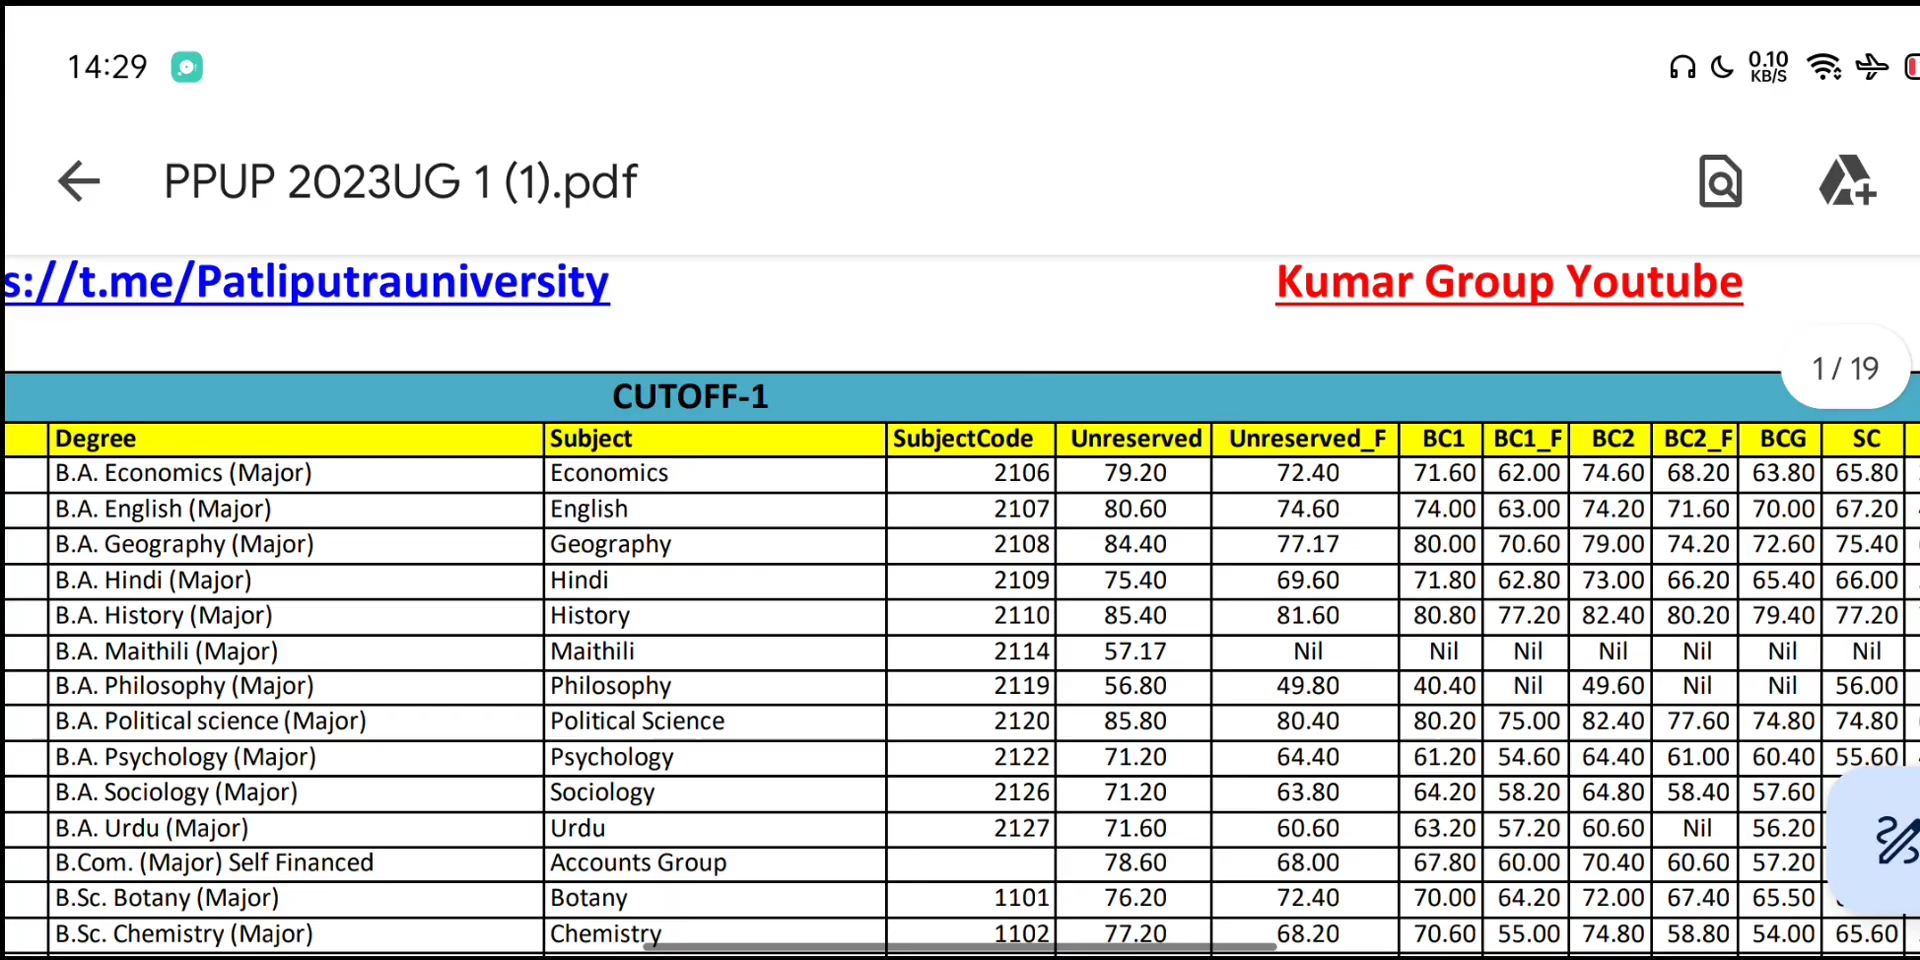 14:29
0.10
KB/S
PPUP 2023UG 1 (1).pdf
s://t.me/Patliputrauniversity Kumar Group Youtube
1 / 19
CUTOFF-1
Degree Subject SubjectCode Unreserved Unreserved_F BC1 BC1_F BC2 BC2_F BCG SC
B.A. Economics (Major) Economics 2106 79.20 72.40 71.60 62.00 74.60 68.20 63.80 65.80
B.A. English (Major) English 2107 80.60 74.60 74.00 63.00 74.20 71.60 70.00 67.20
B.A. Geography (Major) Geography 2108 84.40 77.17 80.00 70.60 79.00 74.20 72.60 75.40
B.A. Hindi (Major) Hindi 2109 75.40 69.60 71.80 62.80 73.00 66.20 65.40 66.00
B.A. History (Major) History 2110 85.40 81.60 80.80 77.20 82.40 80.20 79.40 77.20
B.A. Maithili (Major) Maithili 2114 57.17 Nil Nil Nil Nil Nil Nil Nil
B.A. Philosophy (Major) Philosophy 2119 56.80 49.80 40.40 Nil 49.60 Nil Nil 56.00
B.A. Political science (Major) Political Science 2120 85.80 80.40 80.20 75.00 82.40 77.60 74.80 74.80
B.A. Psychology (Major) Psychology 2122 71.20 64.40 61.20 54.60 64.40 61.00 60.40 55.60
B.A. Sociology (Major) Sociology 2126 71.20 63.80 64.20 58.20 64.80 58.40 57.60
B.A. Urdu (Major) Urdu 2127 71.60 60.60 63.20 57.20 60.60 Nil 56.20
B.Com. (Major) Self Financed Accounts Group 78.60 68.00 67.80 60.00 70.40 60.60 57.20
B.Sc. Botany (Major) Botany 1101 76.20 72.40 70.00 64.20 72.00 67.40 65.50
B.Sc. Chemistry (Major) Chemistry 1102 77.20 68.20 70.60 55.00 74.80 58.80 54.00 65.60